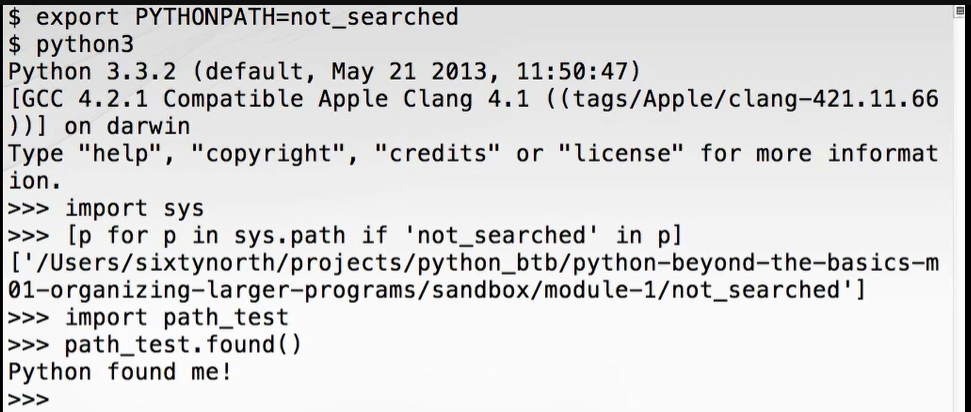 $ export PYTHONPATH=not_searched
$ python3
Python 3.3.2 (default, May 21 2013, 11:50:47)
[GCC 4.2.1 Compatible Apple Clang 4.1 ((tags/Apple/clang-421.11.66
))] on darwin
Type "help", "copyright", "credits" or "license" for more informat
ion.
>>> import sys
>>> [p for p in sys.path if 'not_searched' in p]
['/Users/sixtynorth/projects/python_btb/python-beyond-the-basics-m
01-organizing-larger-programs/sandbox/module-1/not_searched']
>>> import path_test
>>> path_test.found()
Python found me!
>>>